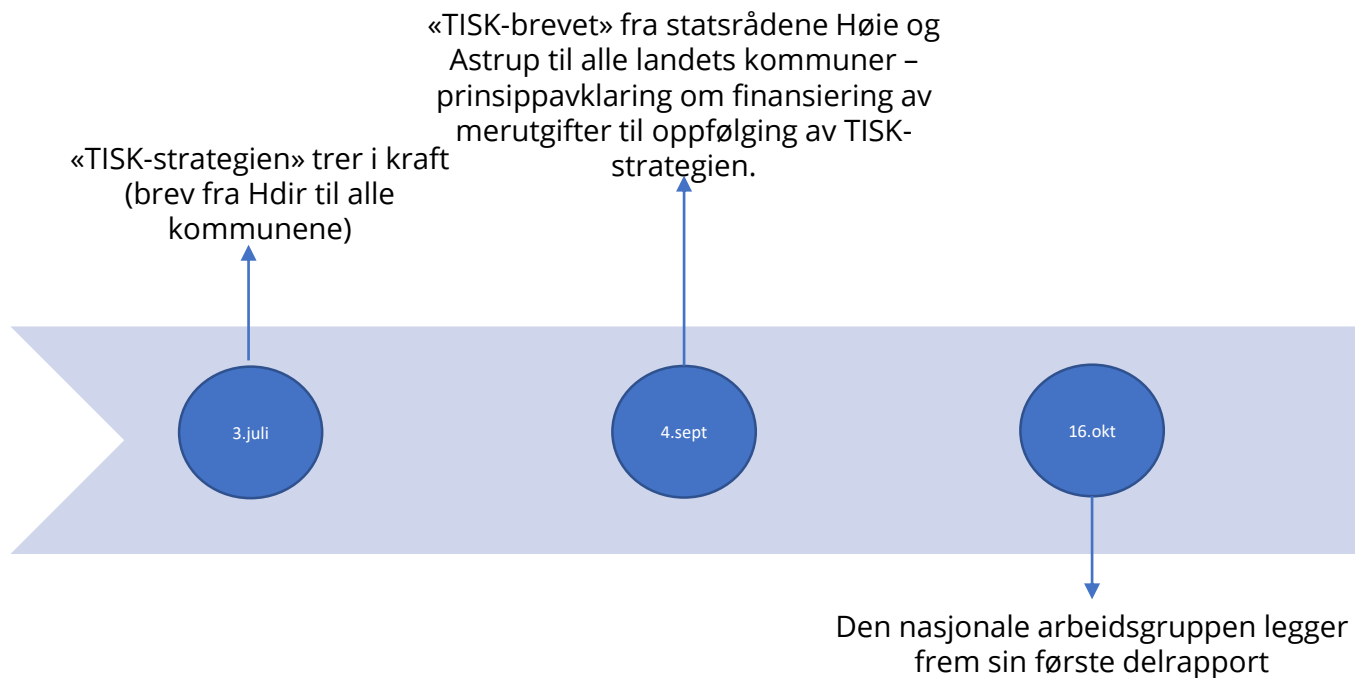 «TISK-brevet» fra statsrådene Høie og
Astrup til alle landets kommuner –
prinsippavklaring om finansiering av
merutgifter til oppfølging av TISK-
strategien.
«TISK-strategien» trer i kraft
(brev fra Hdir til alle
kommunene)
3.juli
4.sept
16.okt
Den nasjonale arbeidsgruppen legger
frem sin første delrapport